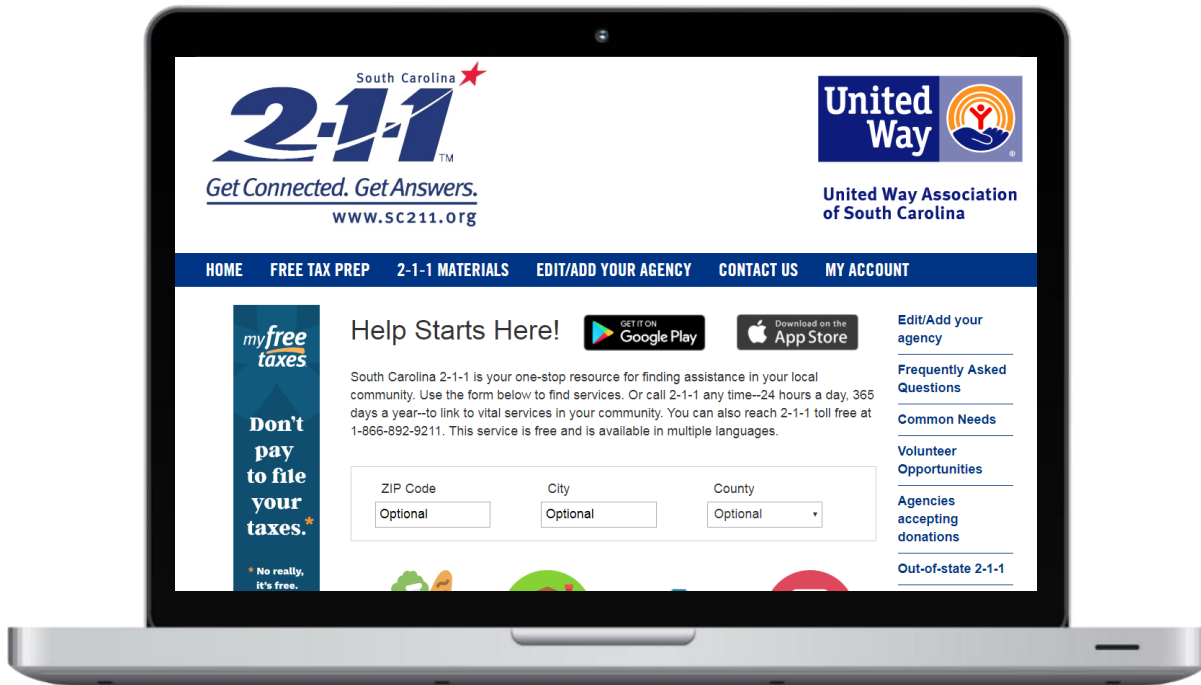 South Carolina
2-1-1 TM
Get Connected. Get Answers.
www.sc211.org
United
Way
®
United Way Association
of South Carolina
HOME FREE TAX PREP 2-1-1 MATERIALS EDIT/ADD YOUR AGENCY CONTACT US MY ACCOUNT
my free
taxes
Don't
pay
to file
your
taxes.*
* No really,
it's free.
Help Starts Here!
GET IT ON
Google Play
Download on the
App Store
South Carolina 2-1-1 is your one-stop resource for finding assistance in your local
community. Use the form below to find services. Or call 2-1-1 any time--24 hours a day, 365
days a year--to link to vital services in your community. You can also reach 2-1-1 toll free at
1-866-892-9211. This service is free and is available in multiple languages.
ZIP Code City County
Optional Optional Optional
Edit/Add your
agency
Frequently Asked
Questions
Common Needs
Volunteer
Opportunities
Agencies
accepting
donations
Out-of-state 2-1-1